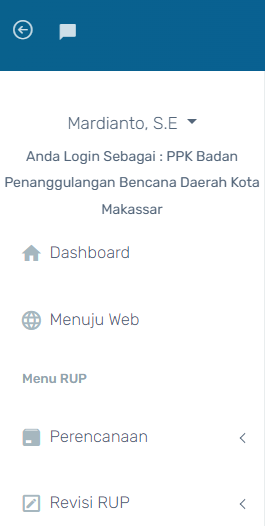 Mardianto, S.E
Anda Login Sebagai : PPK Badan
Penanggulangan Bencana Daerah Kota
Makassar
Dashboard
Menuju Web
Menu RUP
Perencanaan
Revisi RUP